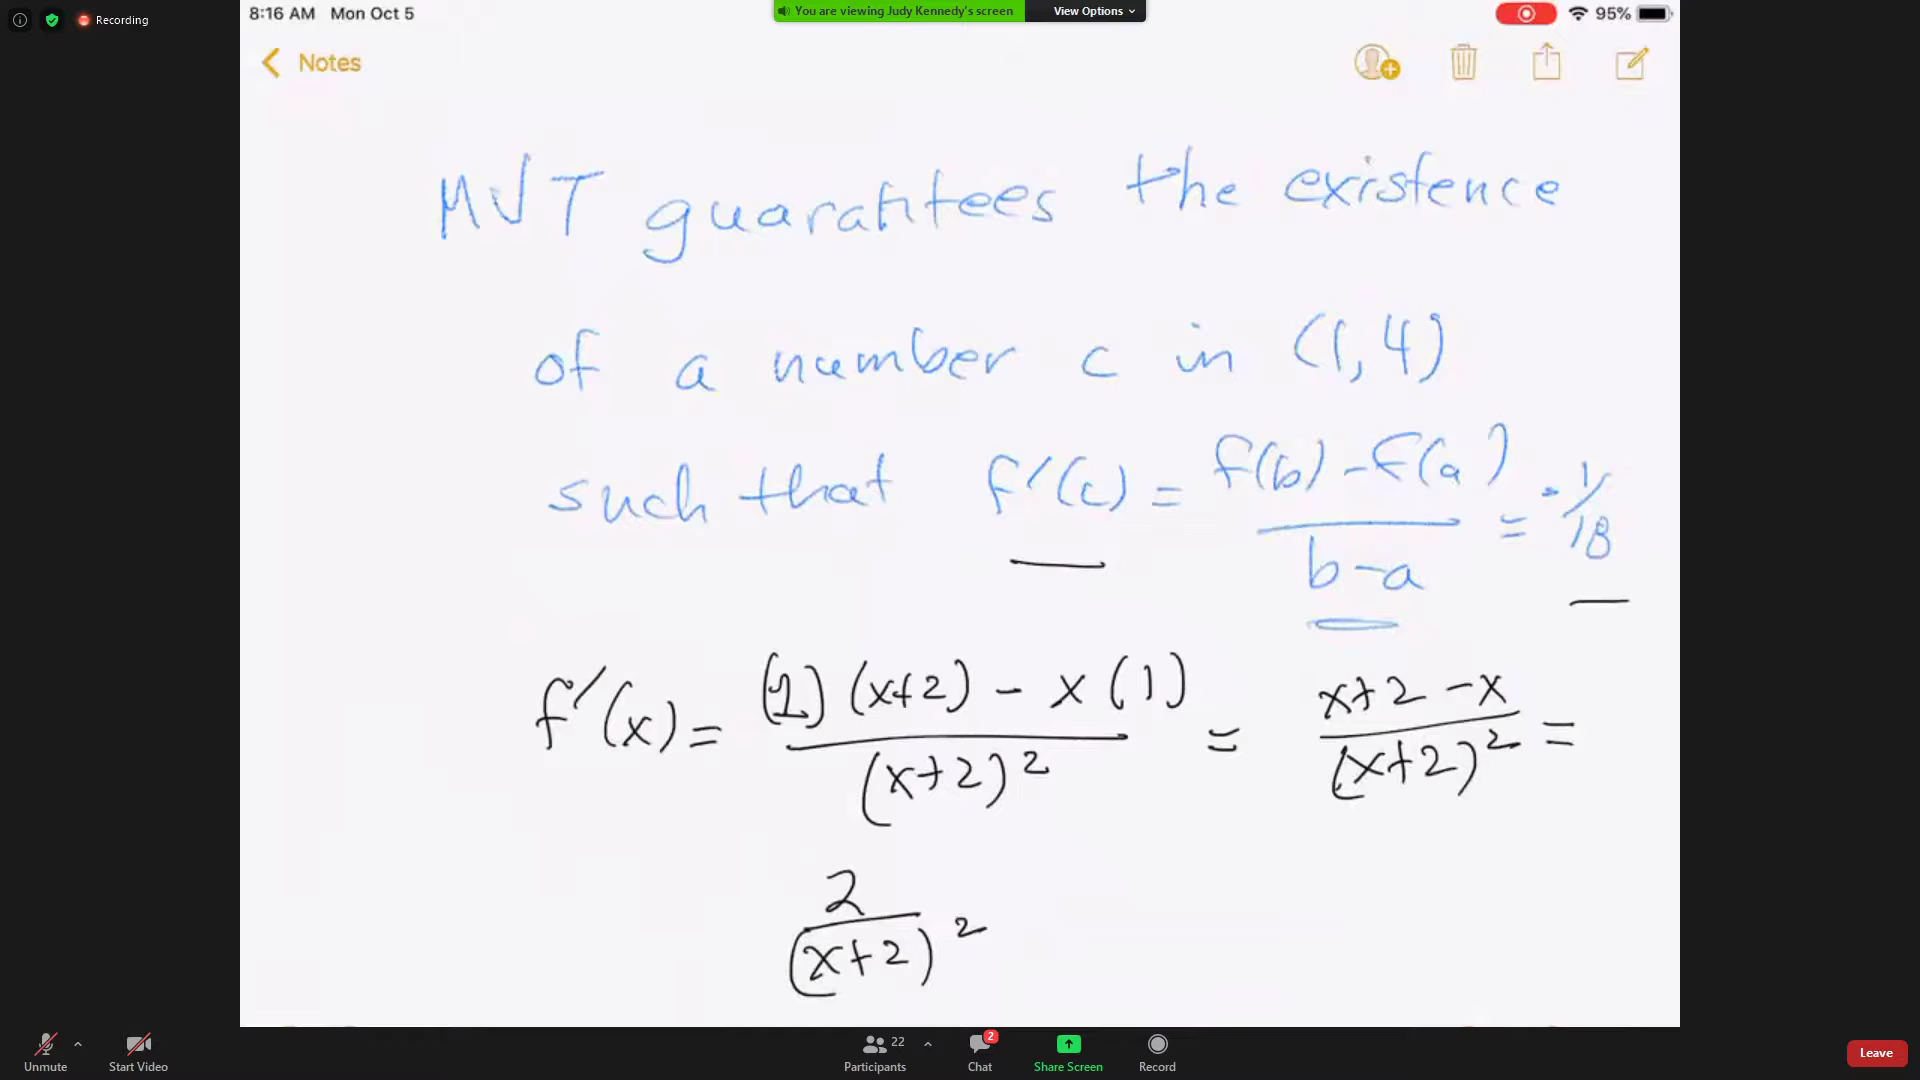 8:16 AM Mon Oct 5
Recording
You are viewing Judy Kennedy's screen
View Options
95%
Notes
MVT guarantees the existence
of a number c in (1,4)
such that f'(c) = f(b) - f(a) / b-a = -1/18
f'(x) = (1)(x+2) - x(1) / (x+2)² = x+2-x / (x+2)² =
2 / (x+2)²
Unmute
Start Video
22
Participants
2
Chat
Share Screen
Record
Leave